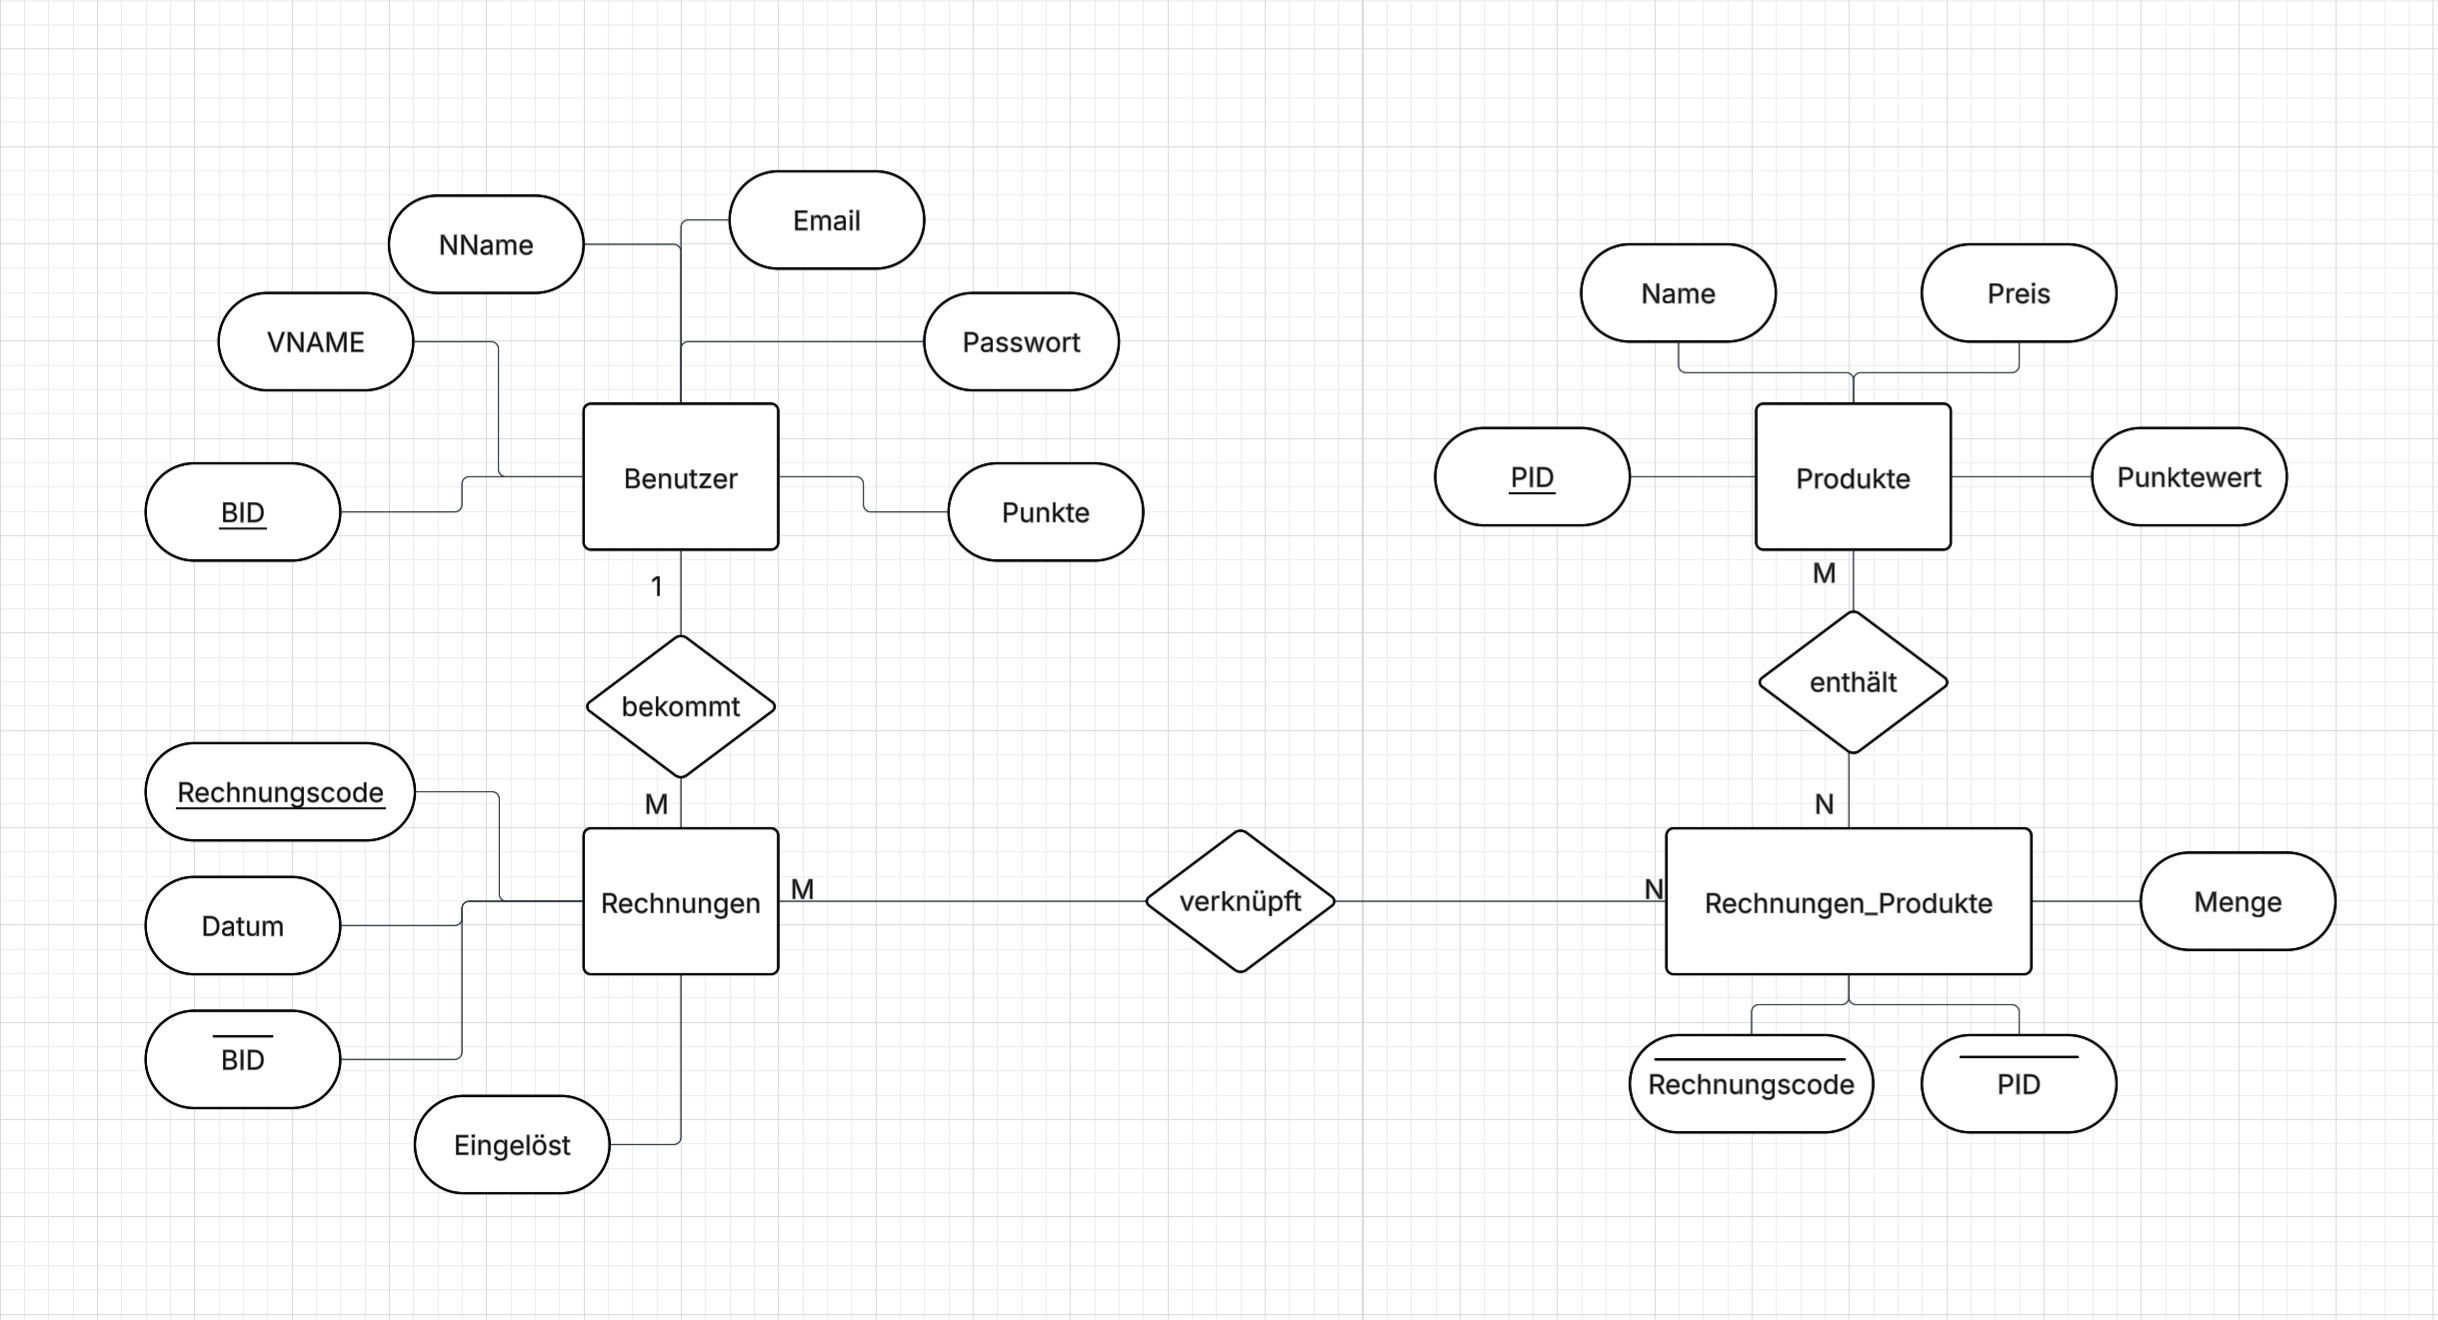 Email
NName
Name
Preis
VNAME
Passwort
PID
Produkte
Punktewert
Benutzer
BID
Punkte
M
1
enthält
bekommt
Rechnungscode
M
N
M
N
verknüpft
Rechnungen
Rechnungen_Produkte
Menge
Datum
BID
Rechnungscode
PID
Eingelöst